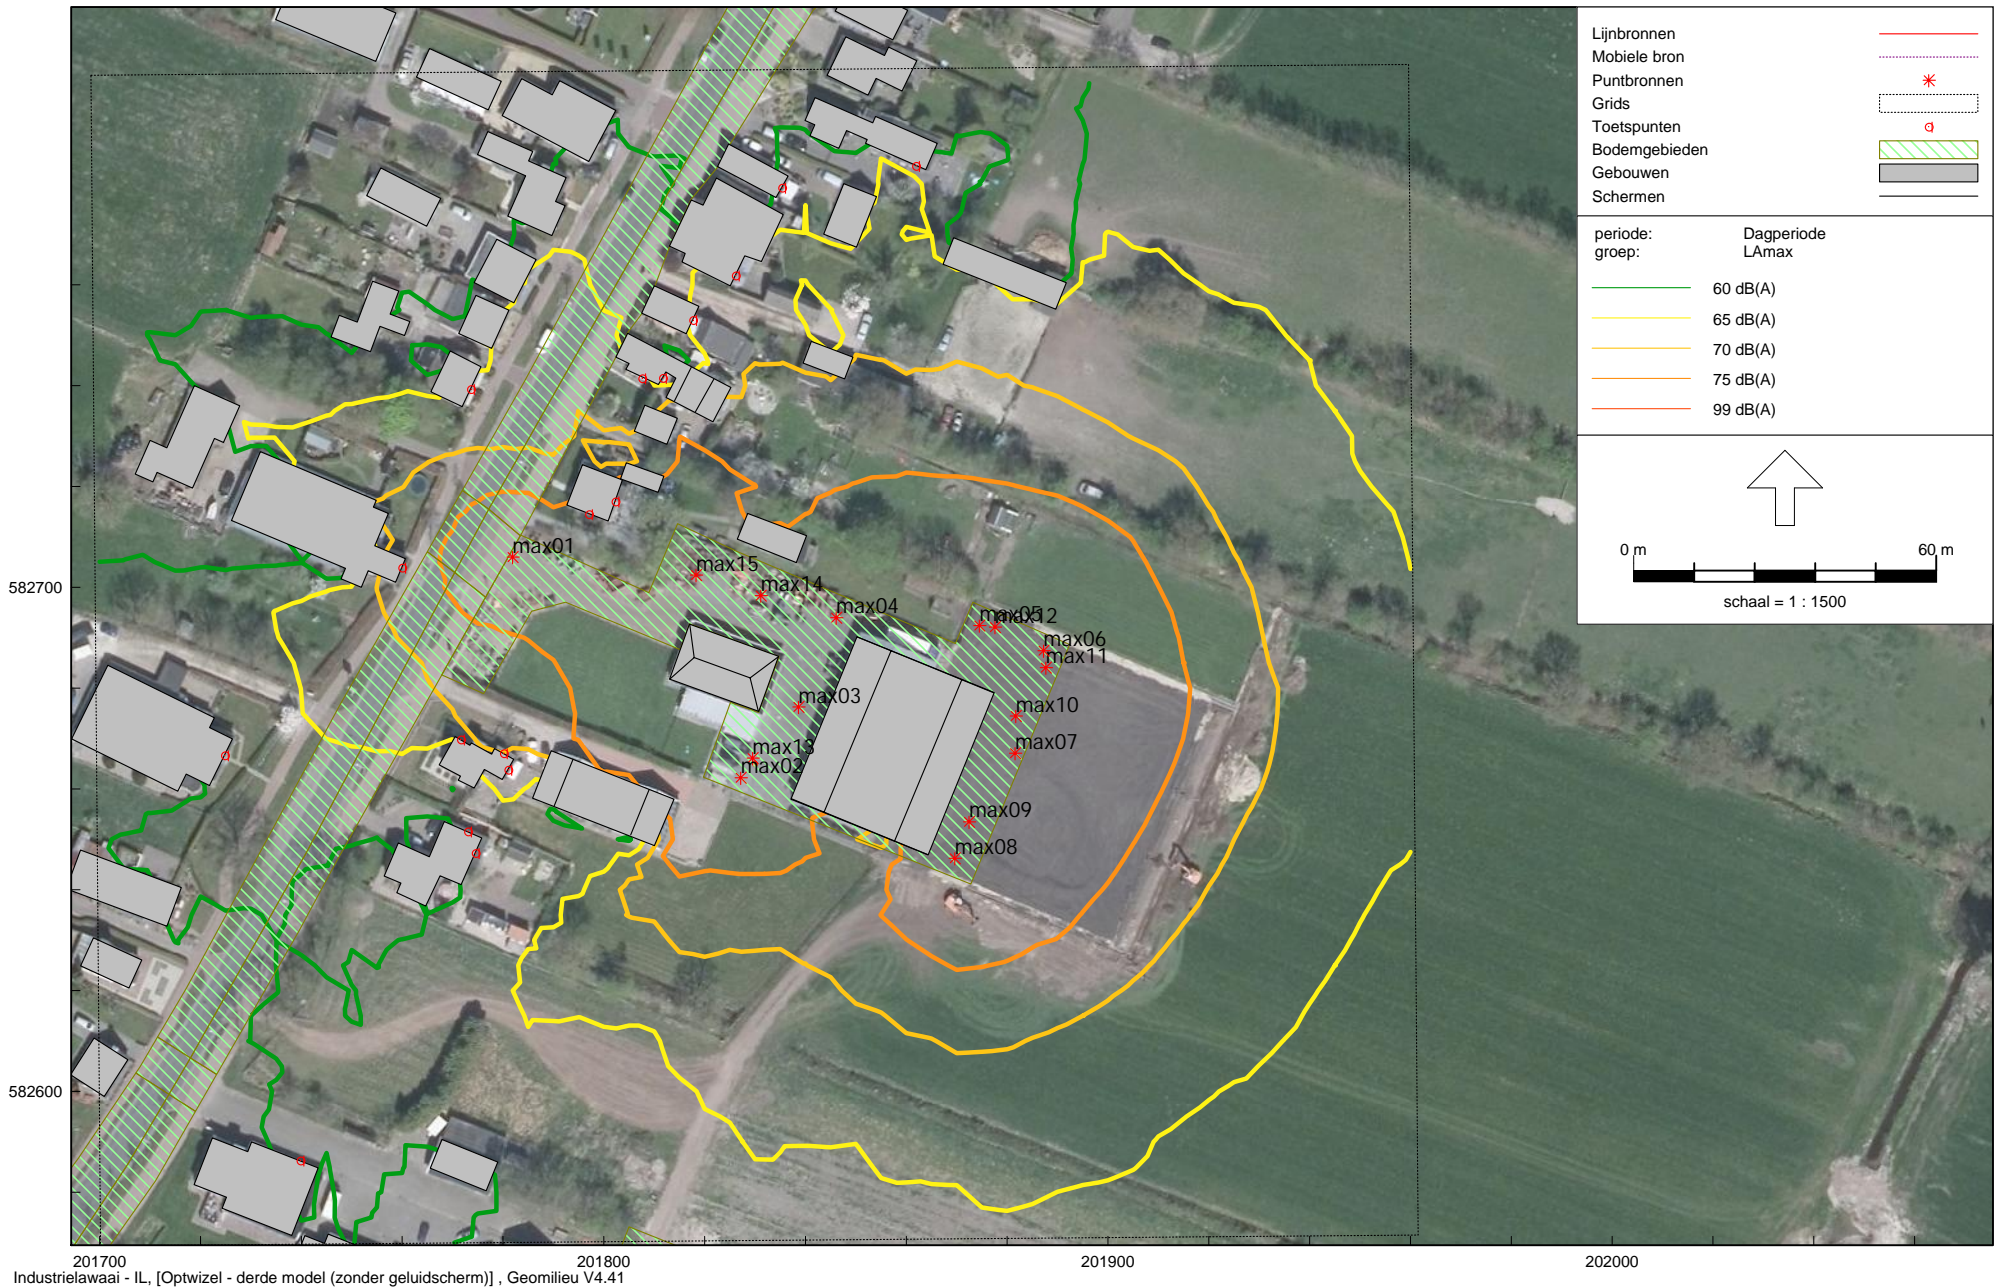 Lijnbronnen
Mobiele bron
Puntbronnen
Grids
Toetspunten
Bodemgebieden
Gebouwen
Schermen
periode: Dagperiode
groep: LAmax
60 dB(A)
65 dB(A)
70 dB(A)
75 dB(A)
99 dB(A)
0 m 60 m
schaal = 1 : 1500
max01
max15
max14
max04
max05
max12
max06
max11
max03
max10
max07
max13
max02
max09
max08
582700
582600
201700 201800 201900 202000
Industrielawaai - IL, [Optwizel - derde model (zonder geluidscherm)] , Geomilieu V4.41